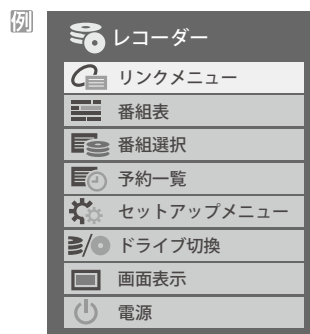 例
レコーダー
リンクメニュー
番組表
番組選択
予約一覧
セットアップメニュー
ドライブ切換
画面表示
電源